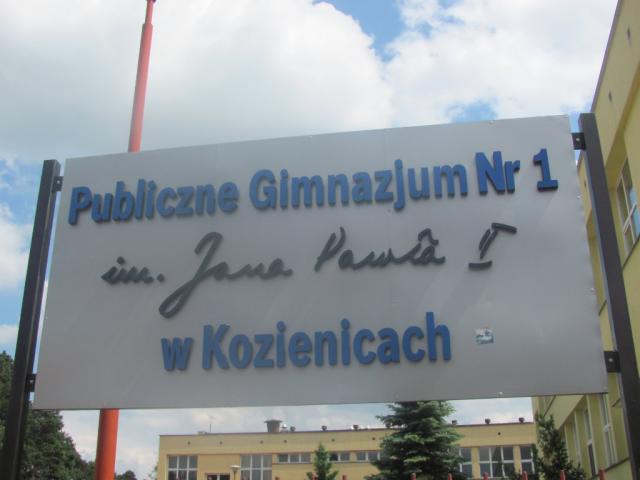 Publiczne Gimnazjum Nr 1
im. Jana Pawła II
w Kozienicach